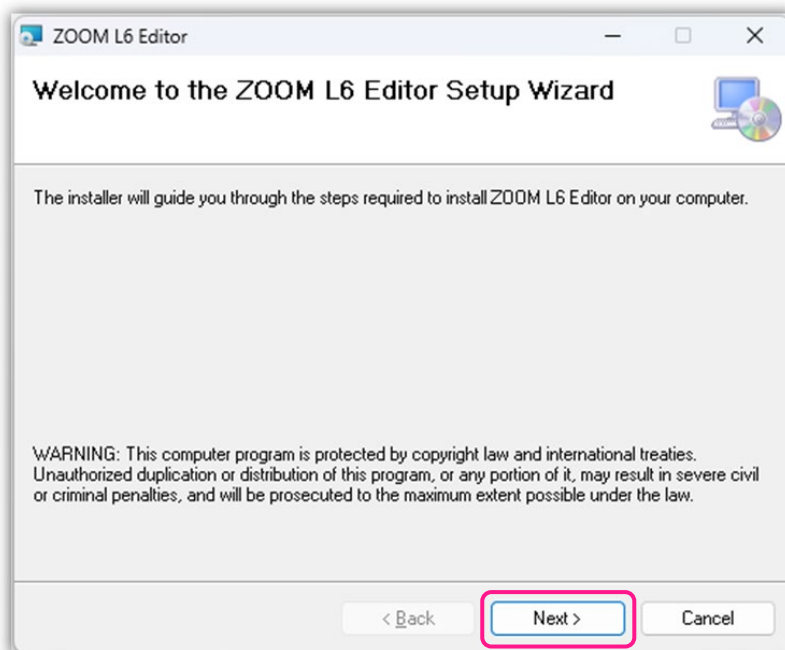 ZOOM L6 Editor
Welcome to the ZOOM L6 Editor Setup Wizard
The installer will guide you through the steps required to install ZOOM L6 Editor on your computer.
WARNING: This computer program is protected by copyright law and international treaties.
Unauthorized duplication or distribution of this program, or any portion of it, may result in severe civil
or criminal penalties, and will be prosecuted to the maximum extent possible under the law.
< Back
Next >
Cancel